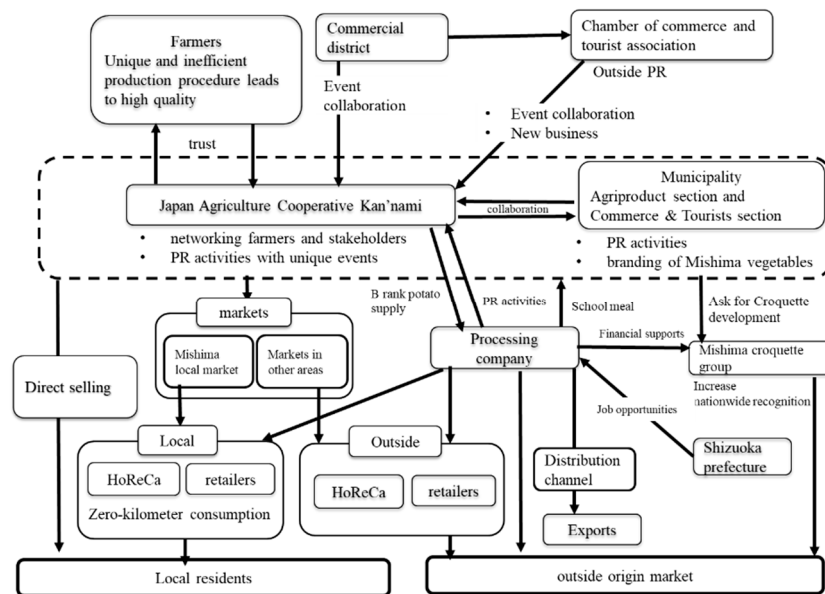 Farmers
Unique and inefficient
production procedure leads
to high quality
Commercial
district
Chamber of commerce and
tourist association
Outside PR
Event
collaboration
• Event collaboration
• New business
trust
Japan Agriculture Cooperative Kan'nami
collaboration
Municipality
Agriproduct section and
Commerce & Tourists section
• networking farmers and stakeholders
• PR activities with unique events
• PR activities
• branding of Mishima vegetables
markets
Mishima
local market
Markets in
other areas
B rank potato
supply
PR activities
School meal
Ask for Croquette
development
Processing
company
Financial supports
Mishima croquette
group
Direct selling
Increase
nationwide recognition
Job opportunities
Local
HoReCa
retailers
Zero-kilometer consumption
Outside
HoReCa
retailers
Distribution
channel
Shizuoka
prefecture
Exports
Local residents
outside origin market